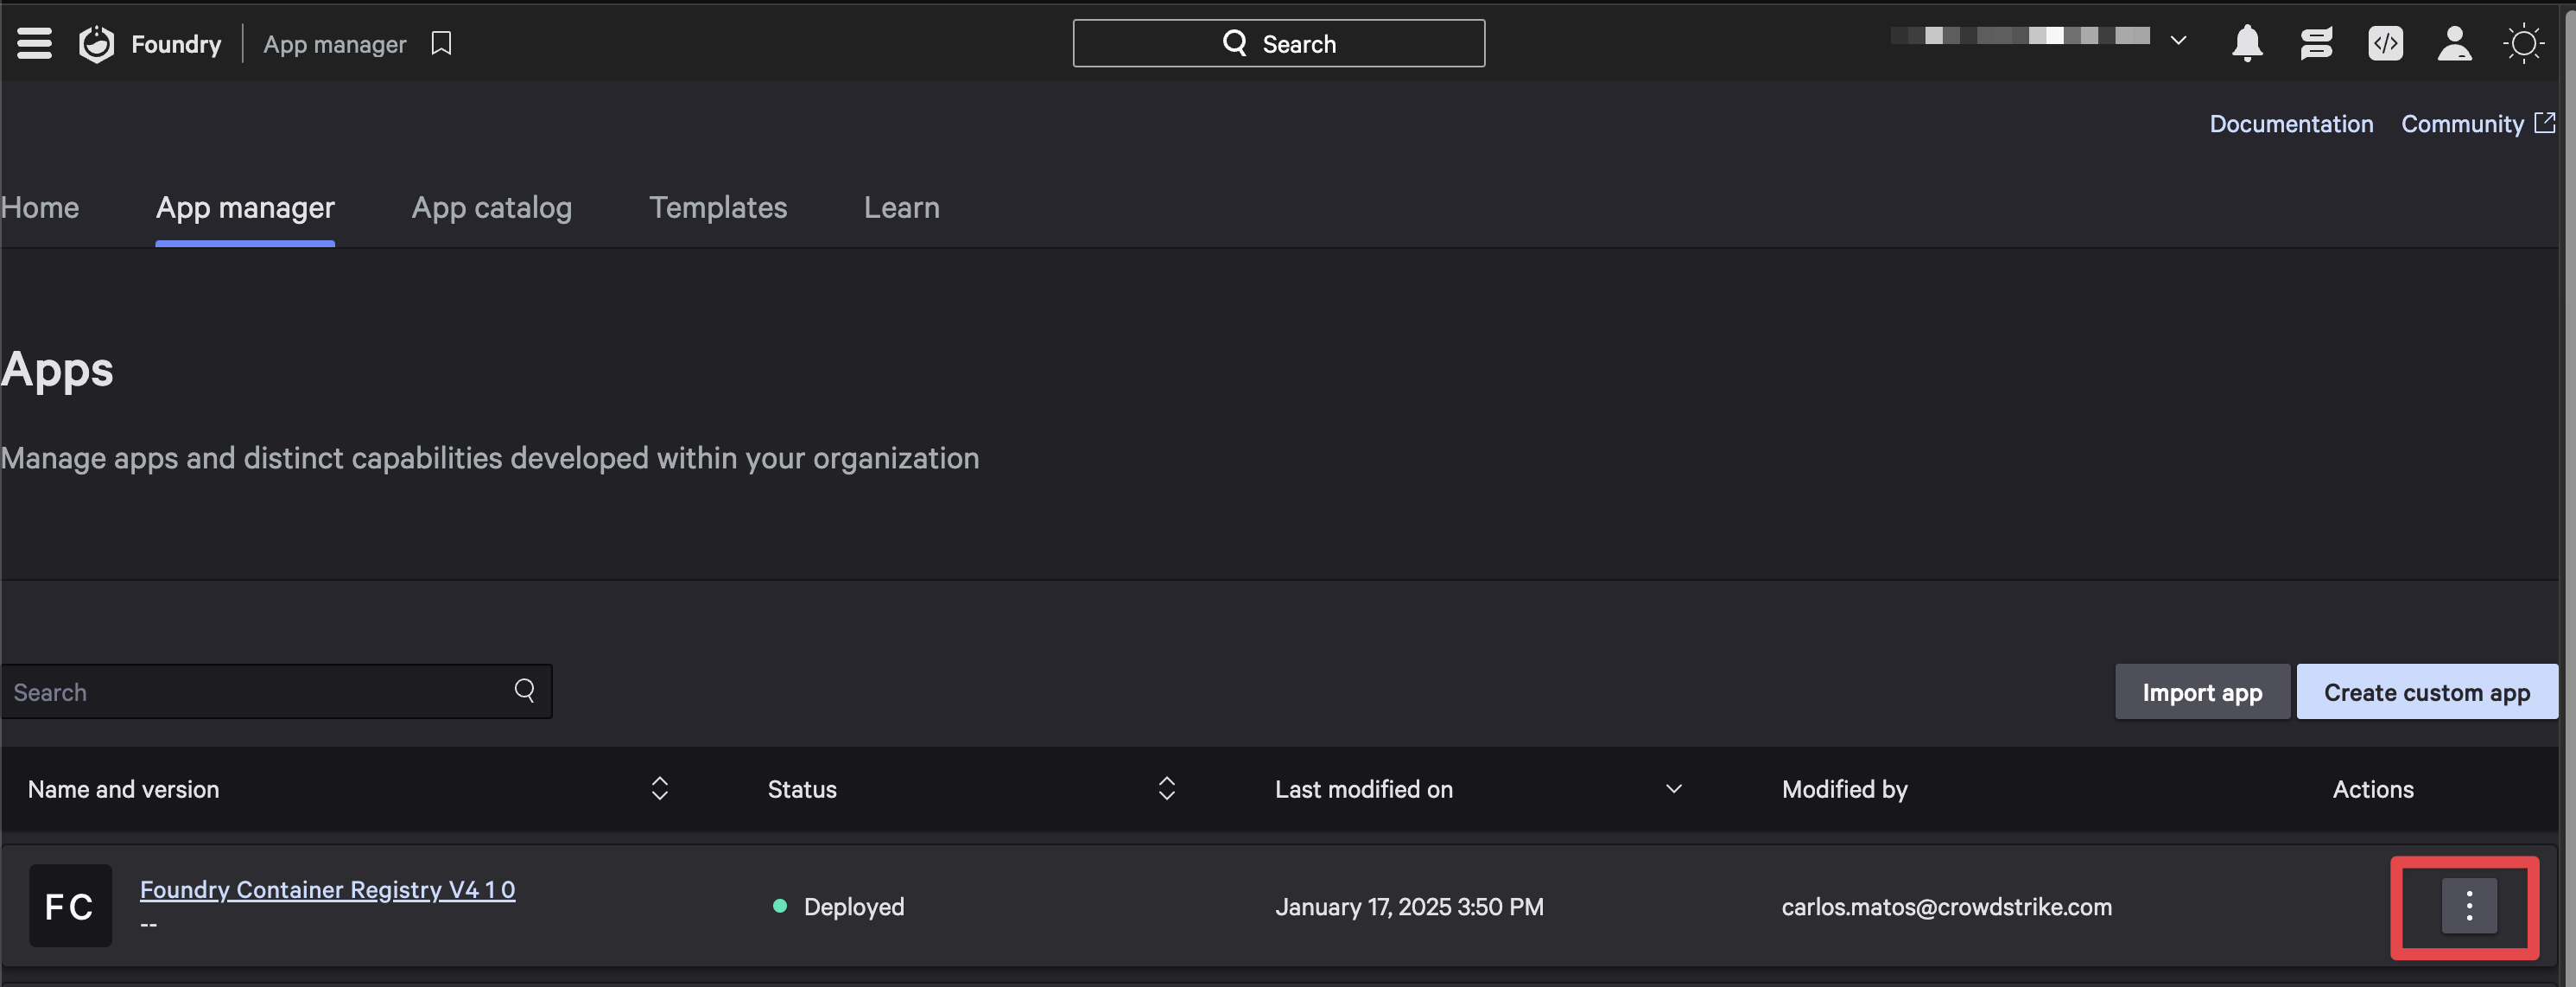 Foundry App manager Search
Documentation Community
Home App manager App catalog Templates Learn
Apps
Manage apps and distinct capabilities developed within your organization
Search Import app Create custom app
Name and version Status Last modified on Modified by Actions
FC Foundry Container Registry V4 1 0 Deployed January 17, 2025 3:50 PM carlos.matos@crowdstrike.com
--